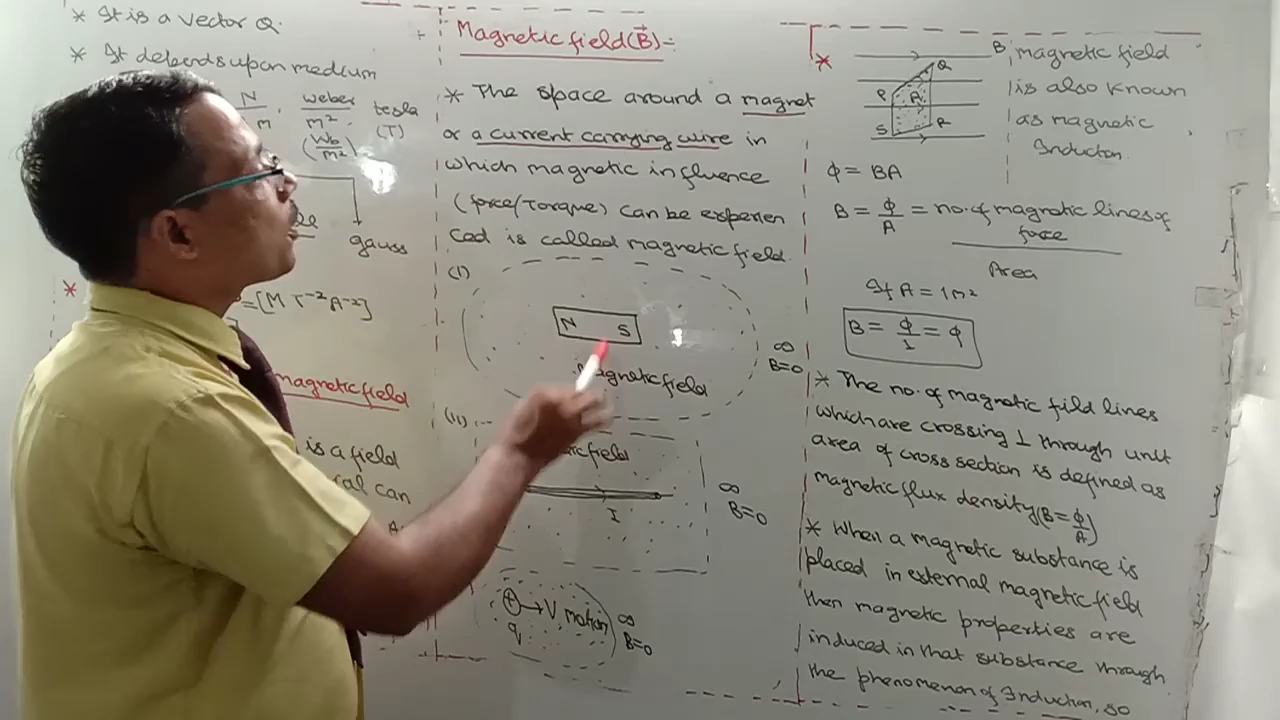 * It is a vector Q.
* It depends upon medium
N/m, Weber/m², tesla
(Wb/m²) (T)
gauss
*
=[M T⁻² A⁻²]
magnetic field
is a field
can
A
Magnetic field(B⃗):-
* The space around a magnet
or a current carrying wire in
which magnetic influence
(force/Torque) can be experien
ced is called magnetic field.
(I)
N S
magnetic field
∞
B=0
(II)
field
I
∞
B=0
+ → V motion
q
∞
B=0
*
B
Q
P
A
S
R
magnetic field
is also known
as magnetic
Induction.
ϕ = BA
B = ϕ/A = no. of magnetic lines of
force
Area
If A = 1m²
B = ϕ/1 = ϕ
* The no. of magnetic fild lines
which are crossing ⊥ through unit
area of cross section is defined as
magnetic flux density (B=ϕ/A)
* When a magnetic substance is
placed in external magnetic field
then magnetic properties are
induced in that substance through
the phenomenon of Induction, so